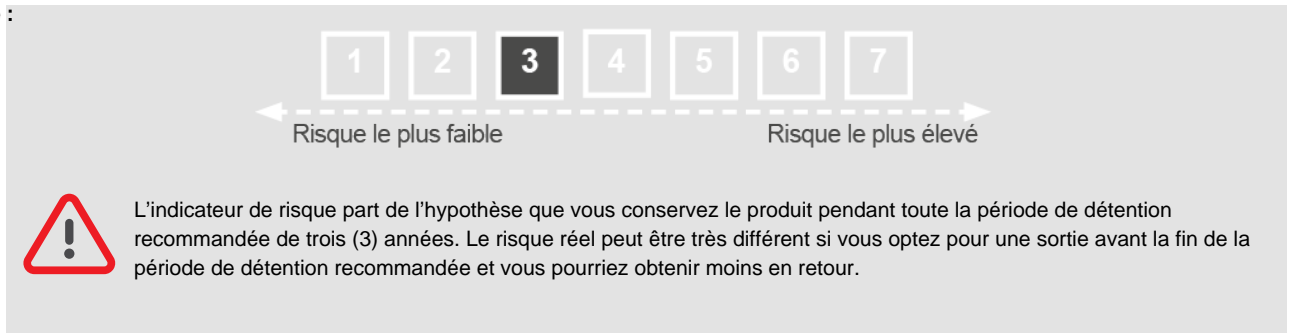 :
1 2 3 4 5 6 7
Risque le plus faible Risque le plus élevé
L'indicateur de risque part de l'hypothèse que vous conservez le produit pendant toute la période de détention
recommandée de trois (3) années. Le risque réel peut être très différent si vous optez pour une sortie avant la fin de la
période de détention recommandée et vous pourriez obtenir moins en retour.